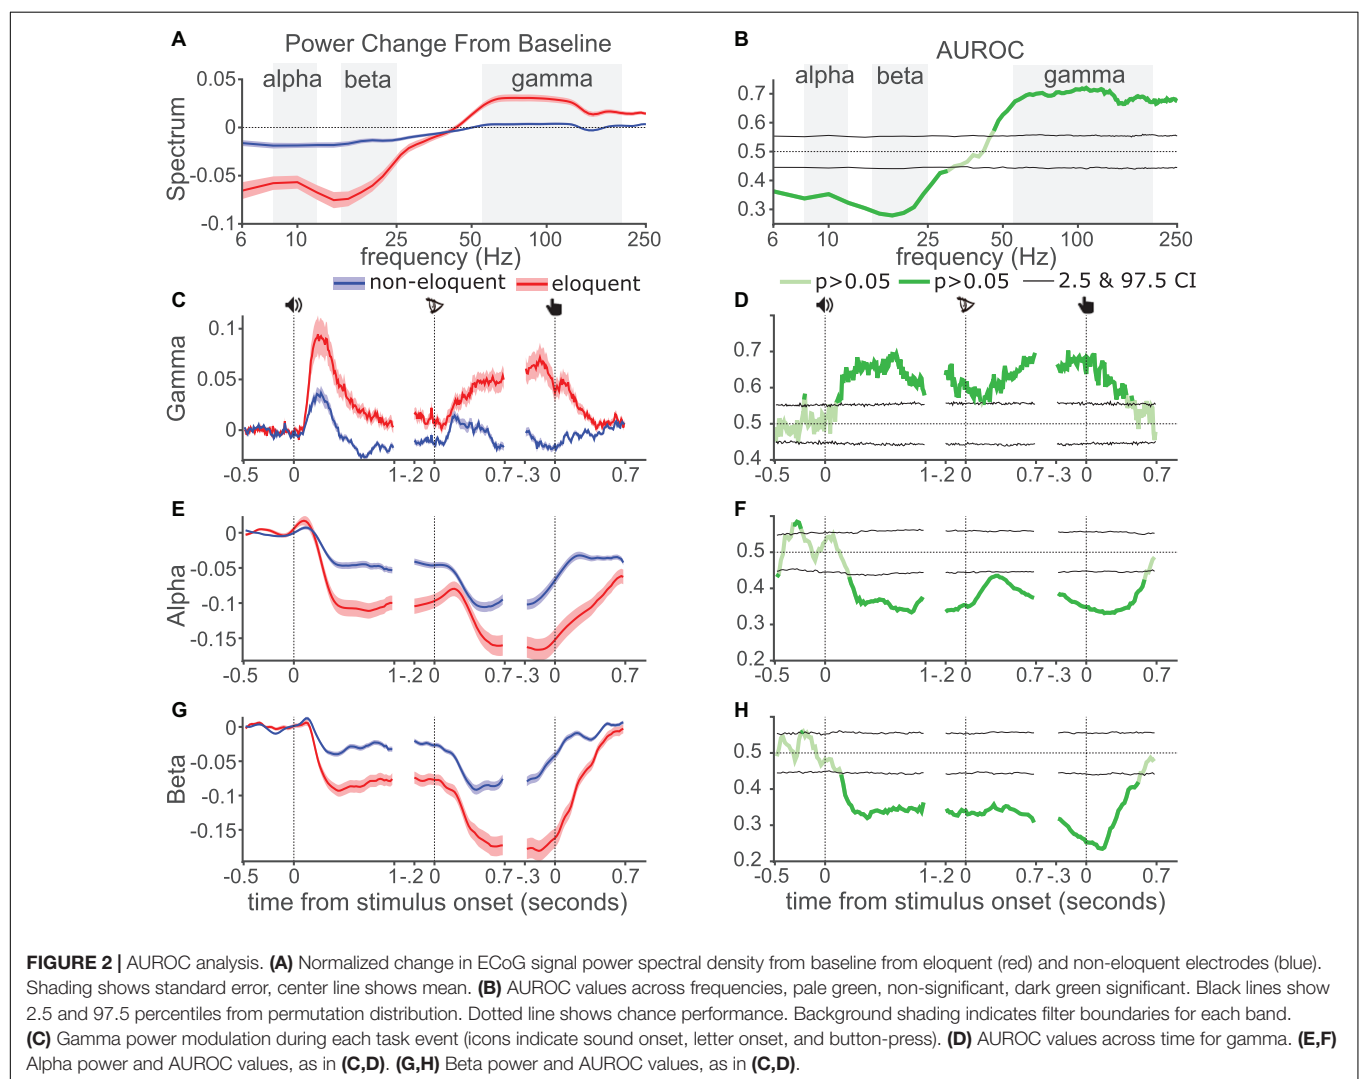 A
Power Change From Baseline
alpha
beta
gamma
0.05
0
-0.05
-0.1
Spectrum
6
10
25
50
100
250
frequency (Hz)
B
AUROC
alpha
beta
gamma
0.7
0.6
0.5
0.4
0.3
6
10
25
50
100
250
frequency (Hz)
non-eloquent
eloquent
p>0.05
p>0.05
2.5 & 97.5 CI
C
0.1
0.05
0
Gamma
-0.5
0
1
-.2
0
0.7
-.3
0
0.7
D
0.7
0.6
0.5
0.4
-0.5
0
1
-.2
0
0.7
-.3
0
0.7
E
0
-0.05
-0.1
-0.15
Alpha
-0.5
0
1
-.2
0
0.7
-.3
0
0.7
F
0.5
0.4
0.3
0.2
-0.5
0
1
-.2
0
0.7
-.3
0
0.7
G
0
-0.05
-0.1
-0.15
Beta
-0.5
0
1
-.2
0
0.7
-.3
0
0.7
time from stimulus onset (seconds)
H
0.5
0.4
0.3
0.2
-0.5
0
1
-.2
0
0.7
-.3
0
0.7
time from stimulus onset (seconds)
FIGURE 2 | AUROC analysis. (A) Normalized change in ECoG signal power spectral density from baseline from eloquent (red) and non-eloquent electrodes (blue).
Shading shows standard error, center line shows mean. (B) AUROC values across frequencies, pale green, non-significant, dark green significant. Black lines show
2.5 and 97.5 percentiles from permutation distribution. Dotted line shows chance performance. Background shading indicates filter boundaries for each band.
(C) Gamma power modulation during each task event (icons indicate sound onset, letter onset, and button-press). (D) AUROC values across time for gamma. (E,F)
Alpha power and AUROC values, as in (C,D). (G,H) Beta power and AUROC values, as in (C,D).